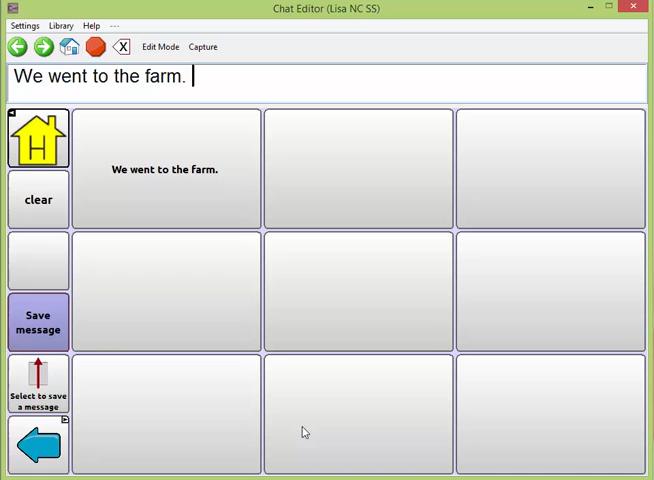 Chat Editor (Lisa NC SS)
Settings Library Help ---
X Edit Mode Capture
We went to the farm.
H
We went to the farm.
clear
Save
message
Select to save
a message